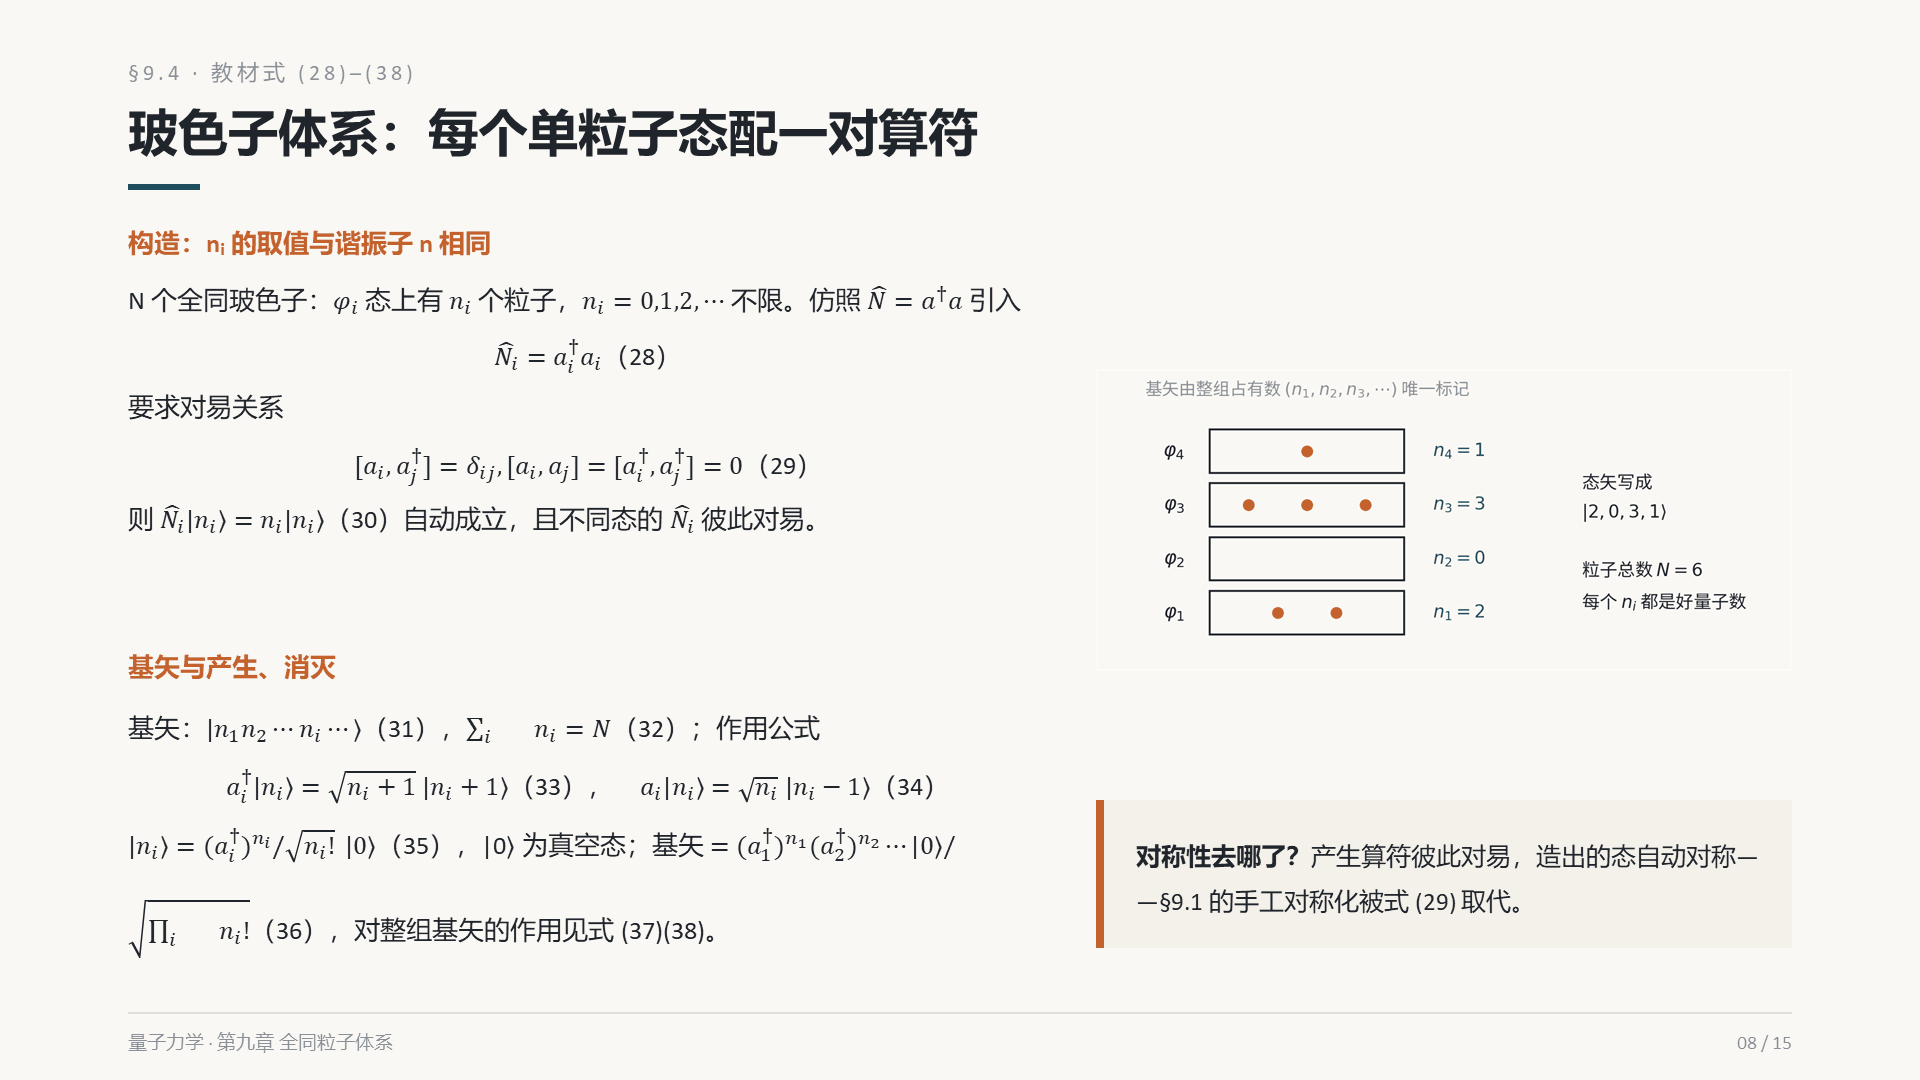 §9.4 · 教材式 (28)–(38)
玻色子体系：每个单粒子态配一对算符
构造：nᵢ 的取值与谐振子 n 相同
N 个全同玻色子：φᵢ 态上有 nᵢ 个粒子，nᵢ = 0,1,2,⋯ 不限。仿照 N̂ = a†a 引入
N̂ᵢ = aᵢ†aᵢ（28）
要求对易关系
[aᵢ, aⱼ†] = δᵢⱼ, [aᵢ, aⱼ] = [aᵢ†, aⱼ†] = 0（29）
则 N̂ᵢ|nᵢ⟩ = nᵢ|nᵢ⟩（30）自动成立，且不同态的 N̂ᵢ 彼此对易。
基矢与产生、消灭
基矢：|n₁n₂ ⋯ nᵢ ⋯⟩（31），∑ᵢ nᵢ = N（32）；作用公式
aᵢ†|nᵢ⟩ = √(nᵢ + 1) |nᵢ + 1⟩（33）， aᵢ|nᵢ⟩ = √nᵢ |nᵢ − 1⟩（34）
|nᵢ⟩ = (aᵢ†)^nᵢ/√(nᵢ!) |0⟩（35），|0⟩ 为真空态；基矢 = (a₁†)^n₁(a₂†)^n₂ ⋯ |0⟩/
√(∏ᵢ nᵢ!)（36），对整组基矢的作用见式 (37)(38)。
基矢由整组占有数 (n₁, n₂, n₃, ⋯) 唯一标记
φ₄ n₄ = 1
φ₃ n₃ = 3
φ₂ n₂ = 0
φ₁ n₁ = 2
态矢写成
|2, 0, 3, 1⟩
粒子总数 N = 6
每个 nᵢ 都是好量子数
对称性去哪了？产生算符彼此对易，造出的态自动对称—
—§9.1 的手工对称化被式 (29) 取代。
量子力学 · 第九章 全同粒子体系
08 / 15